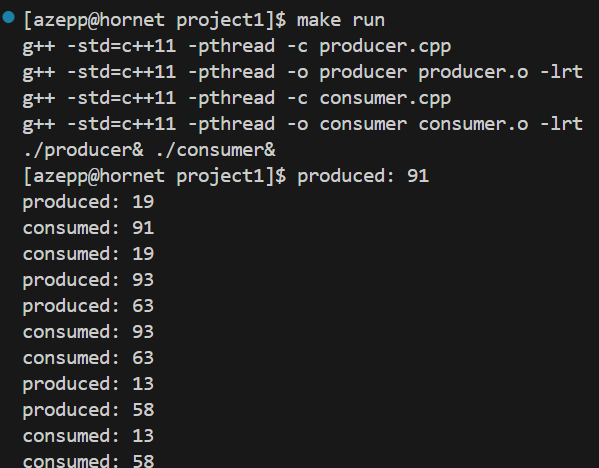 [azepp@hornet project1]$ make run
g++ -std=c++11 -pthread -c producer.cpp
g++ -std=c++11 -pthread -o producer producer.o -lrt
g++ -std=c++11 -pthread -c consumer.cpp
g++ -std=c++11 -pthread -o consumer consumer.o -lrt
./producer& ./consumer&
[azepp@hornet project1]$ produced: 91
produced: 19
consumed: 91
consumed: 19
produced: 93
produced: 63
consumed: 93
consumed: 63
produced: 13
produced: 58
consumed: 13
consumed: 58